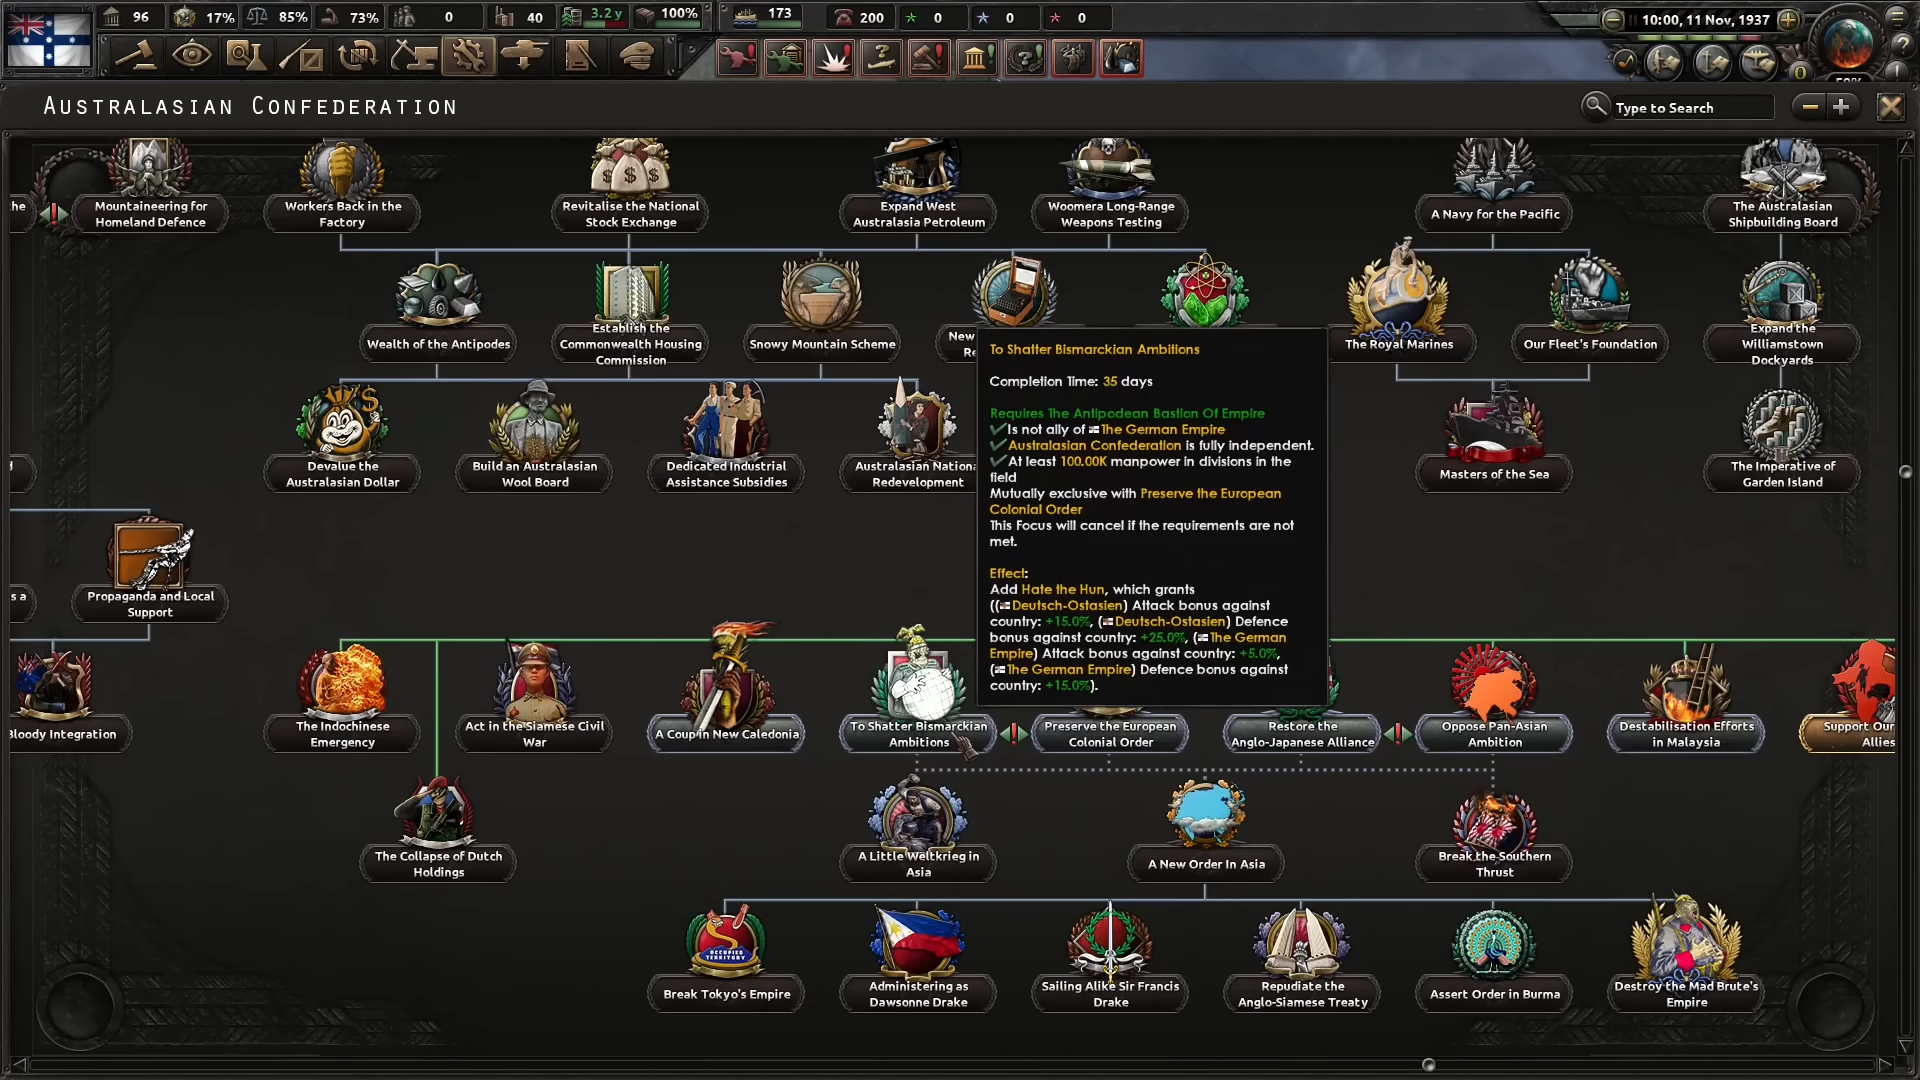 96
17%
85%
73%
0
40
3.2 y
100%
173
200
0
0
0
10:00, 11 Nov, 1937
0
Australasian Confederation
Type to Search
the
Mountaineering for
Homeland Defence
Workers Back in the
Factory
Revitalise the National
Stock Exchange
Expand West
Australasia Petroleum
Woomera Long-Range
Weapons Testing
A Navy for the Pacific
The Australasian
Shipbuilding Board
Wealth of the Antipodes
Establish the
Commonwealth Housing
Commission
Snowy Mountain Scheme
New
Re
The Royal Marines
Our Fleet's Foundation
Expand the
Williamstown
Dockyards
Devalue the
Australasian Dollar
Build an Australasian
Wool Board
Dedicated Industrial
Assistance Subsidies
Australasian Nationa
Redevelopment
Masters of the Sea
The Imperative of
Garden Island
To Shatter Bismarckian Ambitions
Completion Time: 35 days
Requires The Antipodean Bastion Of Empire
Is not ally of The German Empire
Australasian Confederation is fully independent.
At least 100.00K manpower in divisions in the
field
Mutually exclusive with Preserve the European
Colonial Order
This Focus will cancel if the requirements are not
met.
Effect:
Add Hate the Hun, which grants
((Deutsch-Ostasien) Attack bonus against
country: +15.0%, (Deutsch-Ostasien) Defence
bonus against country: +25.0%, (The German
Empire) Attack bonus against country: +5.0%,
(The German Empire) Defence bonus against
country: +15.0%).
s a
Propaganda and Local
Support
Bloody Integration
The Indochinese
Emergency
Act in the Siamese Civil
War
A Coup in New Caledonia
To Shatter Bismarckian
Ambitions
Preserve the European
Colonial Order
Restore the
Anglo-Japanese Alliance
Oppose Pan-Asian
Ambition
Destabilisation Efforts
in Malaysia
Support Our
Allies
The Collapse of Dutch
Holdings
A Little Weltkrieg in
Asia
A New Order In Asia
Break the Southern
Thrust
OCCUPIED
TERRITORY
Break Tokyo's Empire
Administering as
Dawsonne Drake
Sailing Alike Sir Francis
Drake
Repudiate the
Anglo-Siamese Treaty
Assert Order in Burma
Destroy the Mad Brute's
Empire